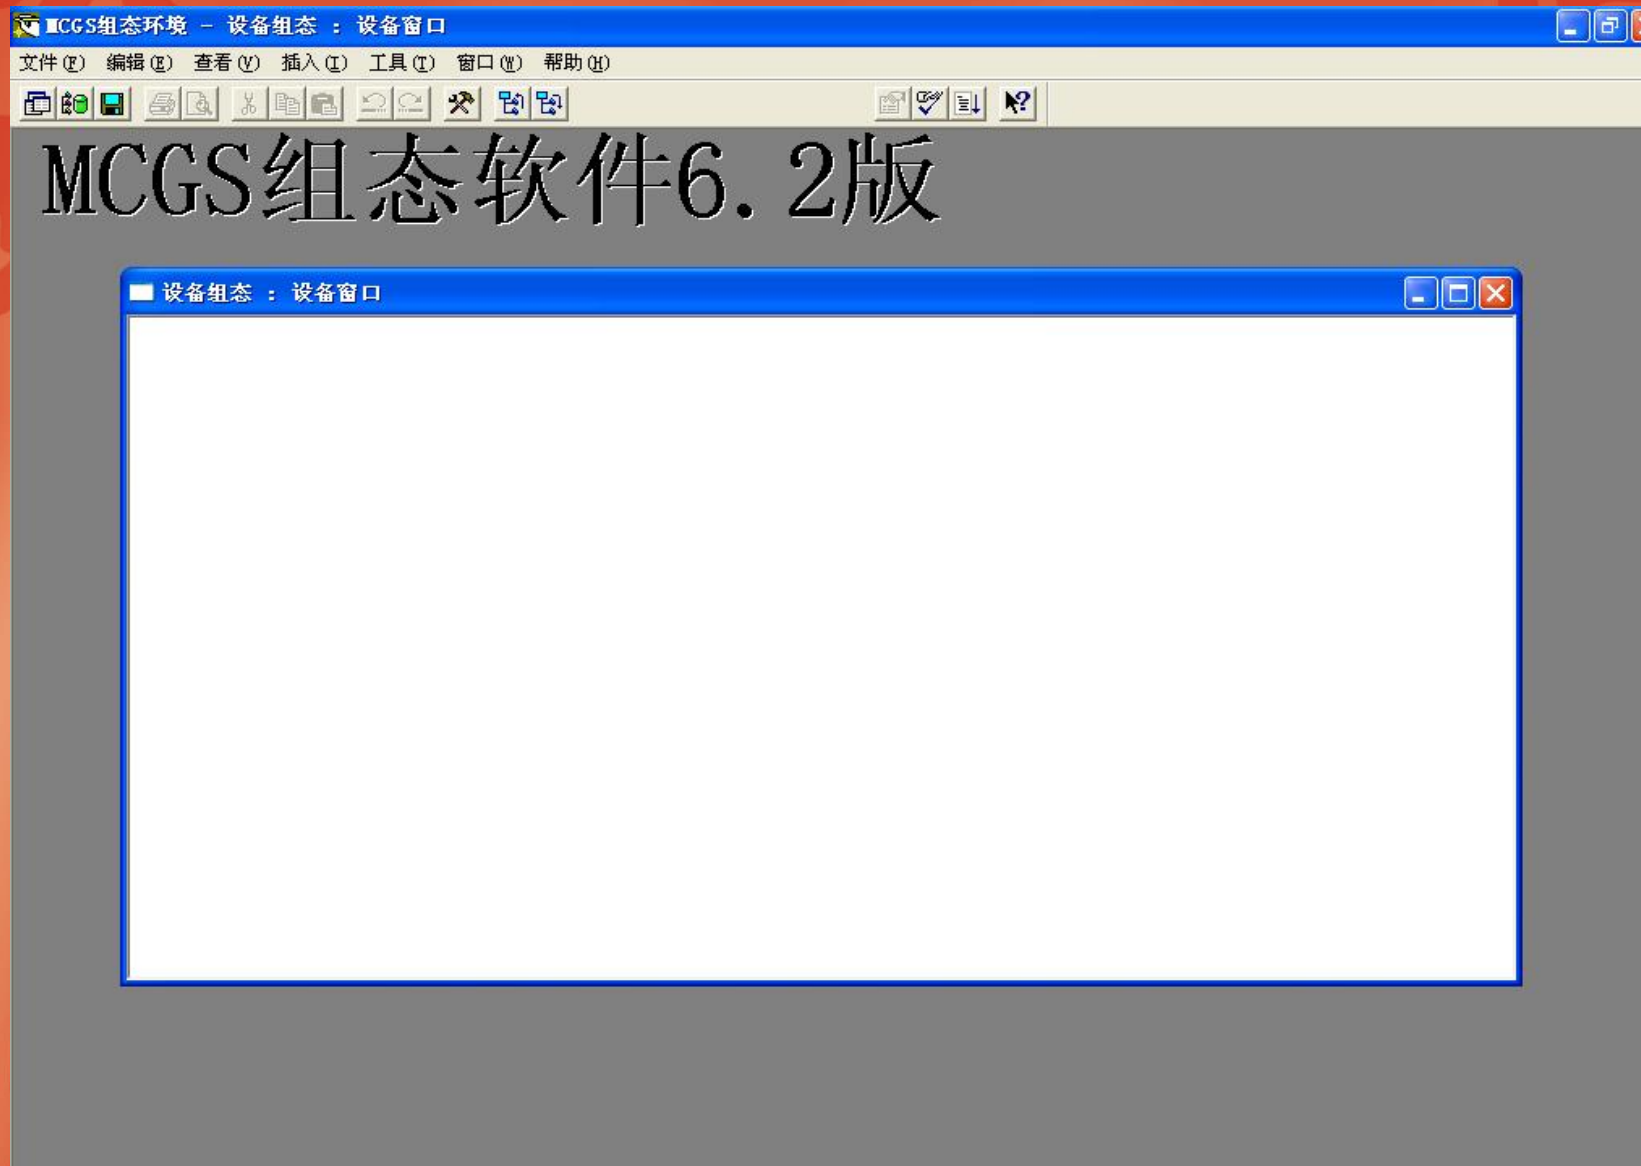 MCGS组态环境 - 设备组态 : 设备窗口
文件(F) 编辑(E) 查看(V) 插入(I) 工具(T) 窗口(W) 帮助(H)
MCGS组态软件6.2版
设备组态 : 设备窗口